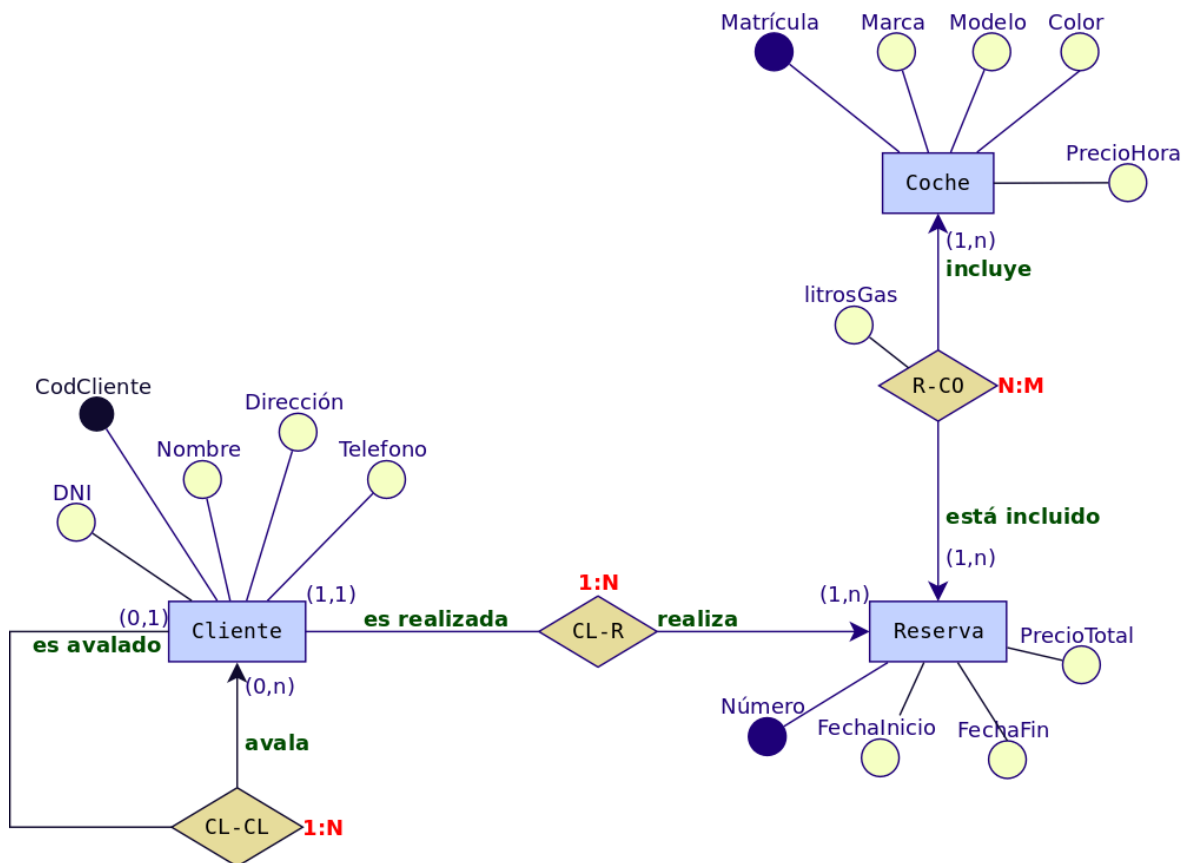 Matrícula
Marca
Modelo
Color
PrecioHora
Coche
(1,n)
incluye
litrosGas
R-CO
N:M
CodCliente
Dirección
Nombre
Telefono
DNI
está incluido
(1,n)
(0,1)
Cliente
(1,1)
es avalado
es realizada
1:N
CL-R
realiza
(1,n)
Reserva
PrecioTotal
(0,n)
Número
FechaInicio
FechaFin
avala
CL-CL
1:N